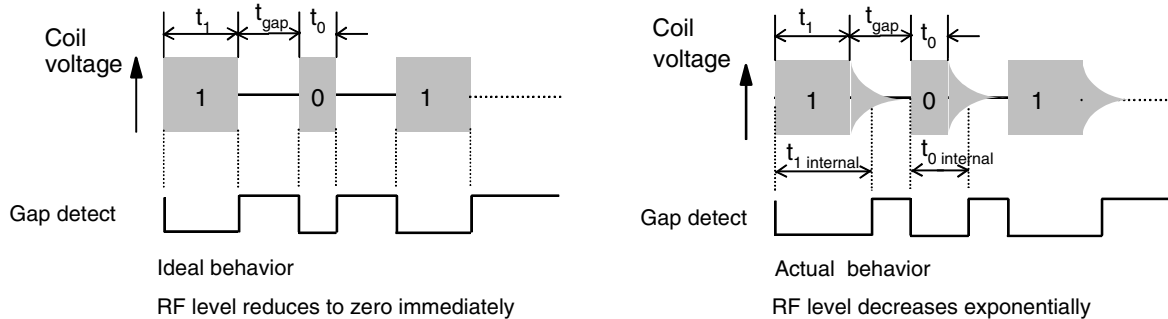 t1 tgap t0
Coil
voltage
1 0 1
Gap detect
Ideal behavior
RF level reduces to zero immediately
t1 tgap t0
Coil
voltage
1 0 1
t1 internal t0 internal
Gap detect
Actual behavior
RF level decreases exponentially